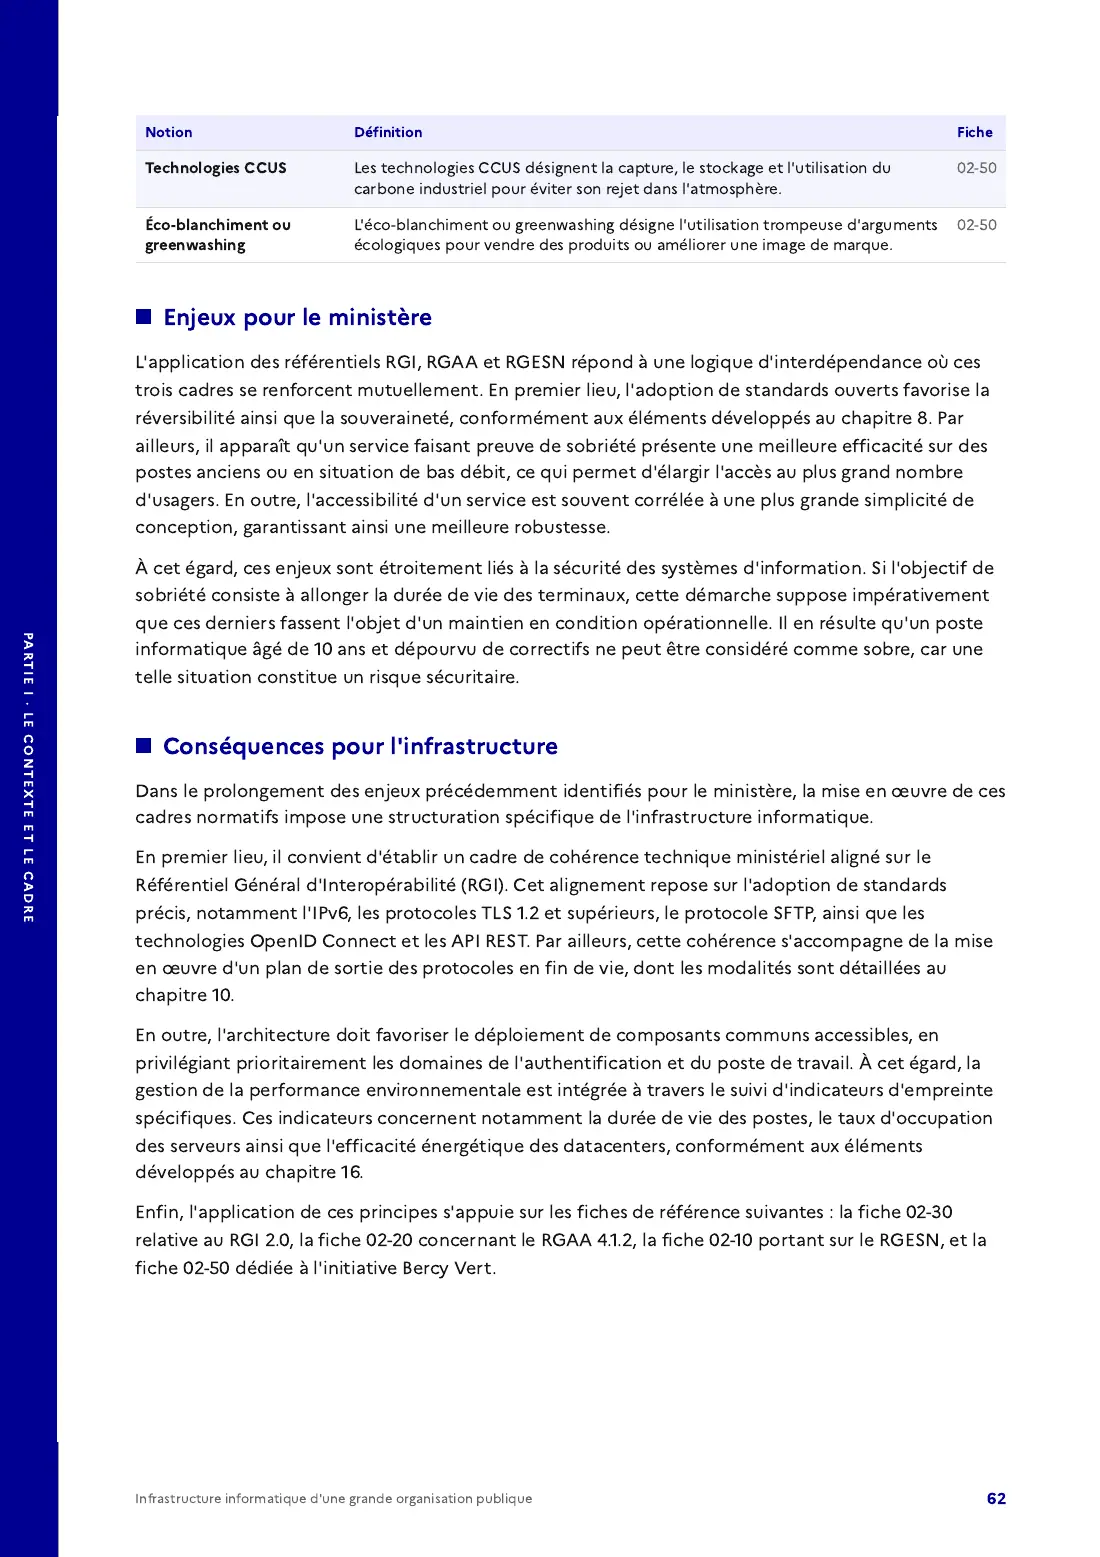 Notion Définition Fiche
Technologies CCUS Les technologies CCUS désignent la capture, le stockage et l'utilisation du 02-50
carbone industriel pour éviter son rejet dans l'atmosphère.
Éco-blanchiment ou L'éco-blanchiment ou greenwashing désigne l'utilisation trompeuse d'arguments 02-50
greenwashing écologiques pour vendre des produits ou améliorer une image de marque.
Enjeux pour le ministère
L'application des référentiels RGI, RGAA et RGESN répond à une logique d'interdépendance où ces
trois cadres se renforcent mutuellement. En premier lieu, l'adoption de standards ouverts favorise la
réversibilité ainsi que la souveraineté, conformément aux éléments développés au chapitre 8. Par
ailleurs, il apparaît qu'un service faisant preuve de sobriété présente une meilleure efficacité sur des
postes anciens ou en situation de bas débit, ce qui permet d'élargir l'accès au plus grand nombre
d'usagers. En outre, l'accessibilité d'un service est souvent corrélée à une plus grande simplicité de
conception, garantissant ainsi une meilleure robustesse.
À cet égard, ces enjeux sont étroitement liés à la sécurité des systèmes d'information. Si l'objectif de
sobriété consiste à allonger la durée de vie des terminaux, cette démarche suppose impérativement
que ces derniers fassent l'objet d'un maintien en condition opérationnelle. Il en résulte qu'un poste
informatique âgé de 10 ans et dépourvu de correctifs ne peut être considéré comme sobre, car une
telle situation constitue un risque sécuritaire.
Conséquences pour l'infrastructure
Dans le prolongement des enjeux précédemment identifiés pour le ministère, la mise en œuvre de ces
cadres normatifs impose une structuration spécifique de l'infrastructure informatique.
En premier lieu, il convient d'établir un cadre de cohérence technique ministériel aligné sur le
Référentiel Général d'Interopérabilité (RGI). Cet alignement repose sur l'adoption de standards
précis, notamment l'IPv6, les protocoles TLS 1.2 et supérieurs, le protocole SFTP, ainsi que les
technologies OpenID Connect et les API REST. Par ailleurs, cette cohérence s'accompagne de la mise
en œuvre d'un plan de sortie des protocoles en fin de vie, dont les modalités sont détaillées au
chapitre 10.
En outre, l'architecture doit favoriser le déploiement de composants communs accessibles, en
privilégiant prioritairement les domaines de l'authentification et du poste de travail. À cet égard, la
gestion de la performance environnementale est intégrée à travers le suivi d'indicateurs d'empreinte
spécifiques. Ces indicateurs concernent notamment la durée de vie des postes, le taux d'occupation
des serveurs ainsi que l'efficacité énergétique des datacenters, conformément aux éléments
développés au chapitre 16.
Enfin, l'application de ces principes s'appuie sur les fiches de référence suivantes : la fiche 02-30
relative au RGI 2.0, la fiche 02-20 concernant le RGAA 4.1.2, la fiche 02-10 portant sur le RGESN, et la
fiche 02-50 dédiée à l'initiative Bercy Vert.
PARTIE I · LE CONTEXTE ET LE CADRE
Infrastructure informatique d'une grande organisation publique 62